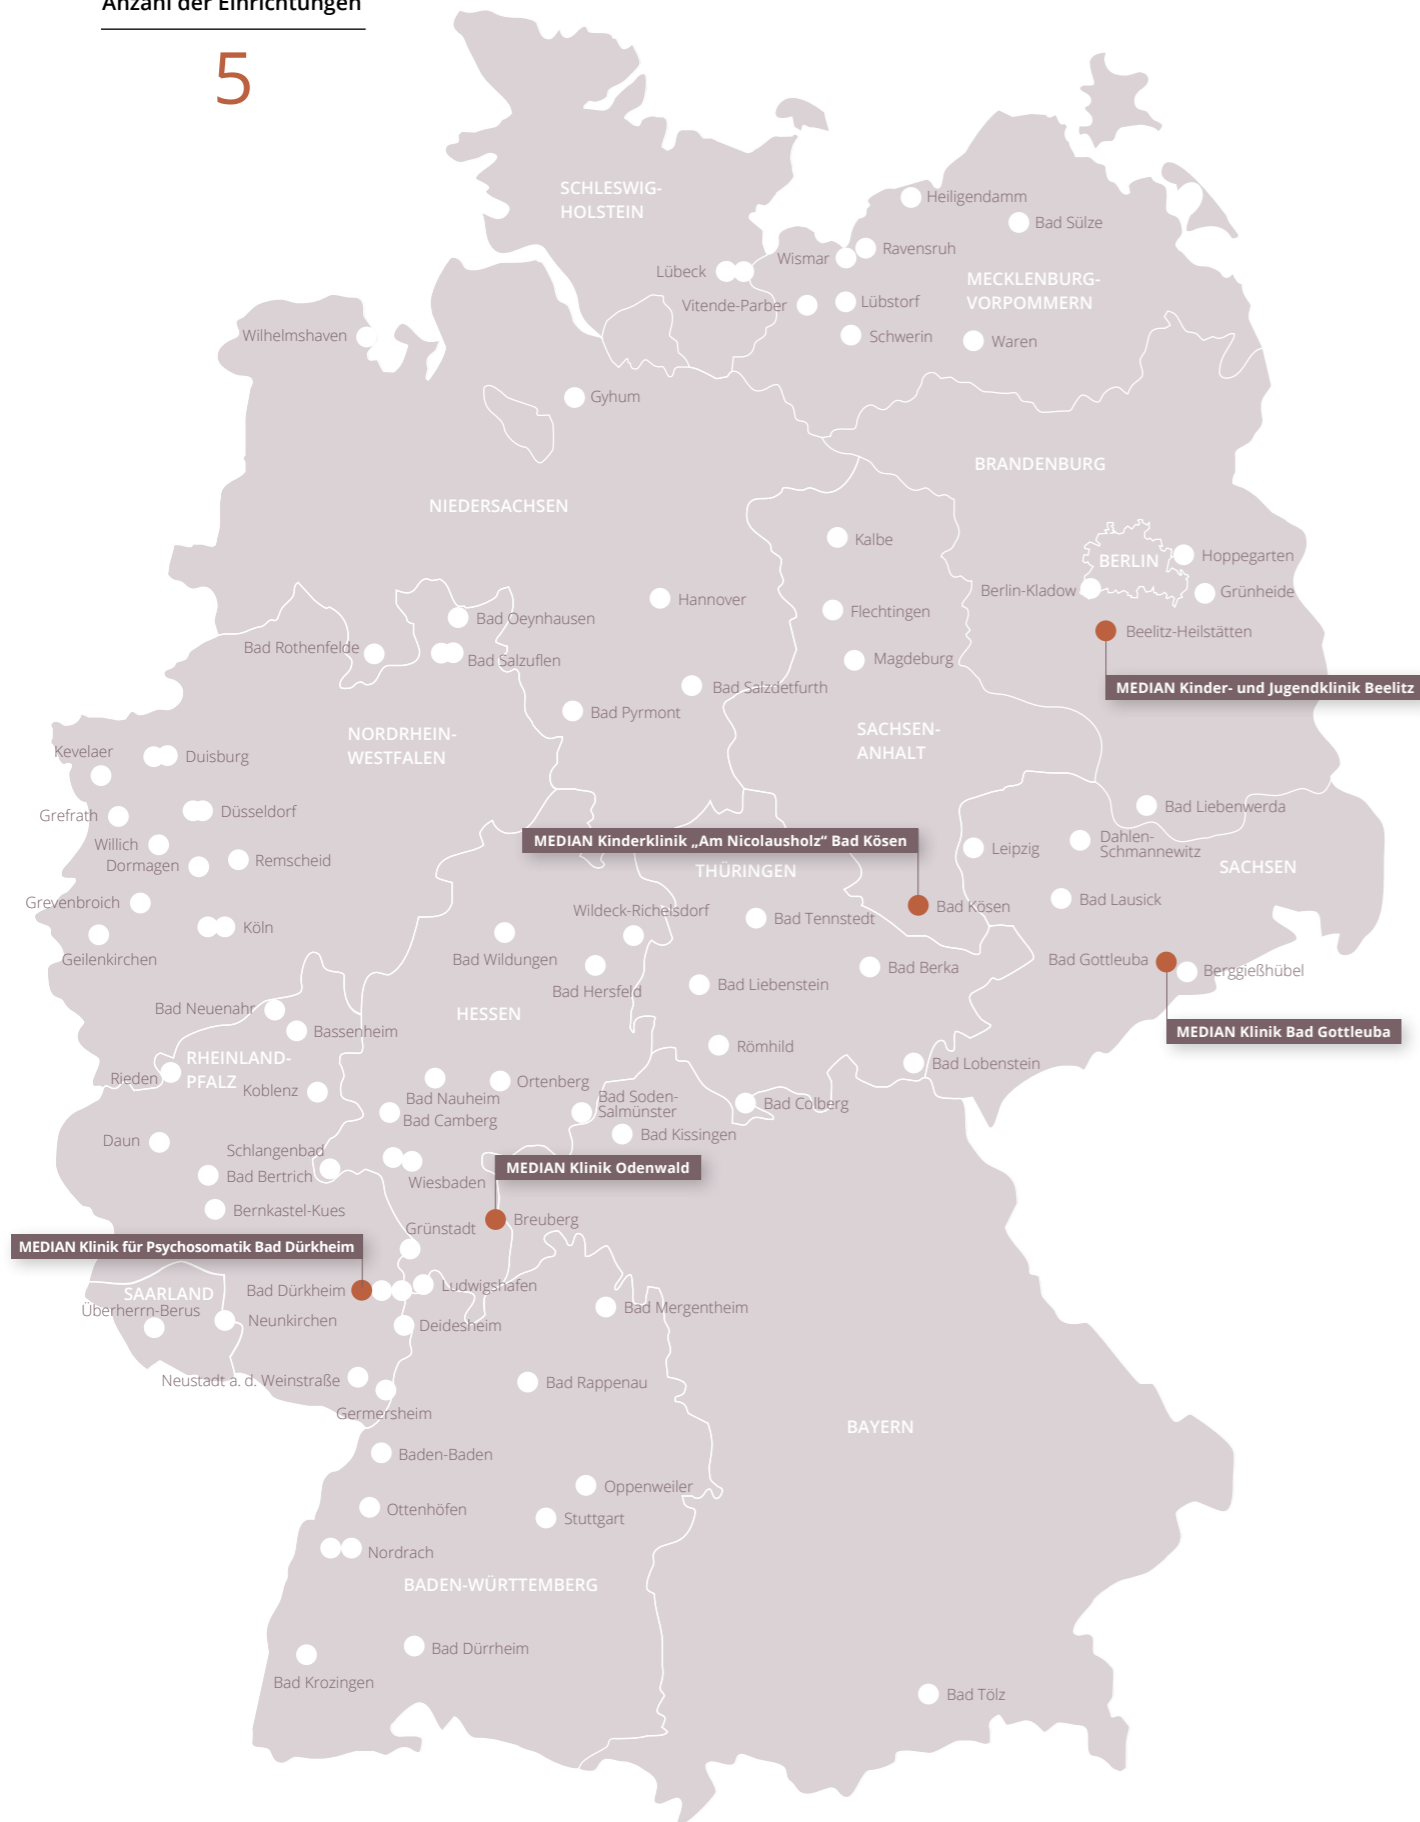 Anzahl der Einrichtungen
5
SCHLESWIG-
HOLSTEIN
Heiligendamm
Bad Sülze
Ravensruh
Wismar
Lübeck
MECKLENBURG-
VORPOMMERN
Vitende-Parber
Lübstorf
Schwerin
Waren
Wilhelmshaven
Gyhum
BRANDENBURG
NIEDERSACHSEN
Kalbe
BERLIN
Hoppegarten
Berlin-Kladow
Grünheide
Hannover
Flechtingen
Bad Oeynhausen
Beelitz-Heilstätten
Bad Rothenfelde
Bad Salzuflen
Magdeburg
Bad Salzdetfurth
MEDIAN Kinder- und Jugendklinik Beelitz
Bad Pyrmont
NORDRHEIN-
WESTFALEN
SACHSEN-
ANHALT
Kevelaer
Duisburg
Bad Liebenwerda
Grefrath
Düsseldorf
Willich
Dormagen
Remscheid
MEDIAN Kinderklinik „Am Nicolausholz“ Bad Kösen
Leipzig
Dahlen-
Schmannewitz
THÜRINGEN
SACHSEN
Grevenbroich
Köln
Wildeck-Richelsdorf
Bad Tennstedt
Bad Kösen
Bad Lausick
Geilenkirchen
Bad Wildungen
Bad Hersfeld
Bad Berka
Bad Gottleuba
Berggießhübel
Bad Liebenstein
Bad Neuenahr
HESSEN
Bassenheim
MEDIAN Klinik Bad Gottleuba
Römhild
RHEINLAND-
PFALZ
Rieden
Koblenz
Bad Lobenstein
Ortenberg
Bad Nauheim
Bad Soden-
Salmünster
Bad Camberg
Bad Colberg
Bad Kissingen
Daun
Schlangenbad
Bad Bertrich
MEDIAN Klinik Odenwald
Wiesbaden
Bernkastel-Kues
Grünstadt
Breuberg
MEDIAN Klinik für Psychosomatik Bad Dürkheim
SAARLAND
Bad Dürkheim
Ludwigshafen
Überherrn-Berus
Neunkirchen
Deidesheim
Bad Mergentheim
Neustadt a. d. Weinstraße
Bad Rappenau
Germersheim
BAYERN
Baden-Baden
Oppenweiler
Ottenhöfen
Stuttgart
Nordrach
BADEN-WÜRTTEMBERG
Bad Dürrheim
Bad Krozingen
Bad Tölz